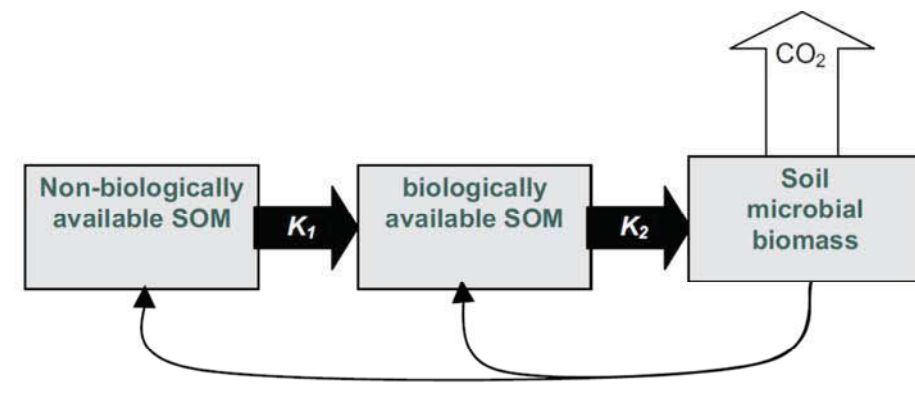 CO₂
Non-biologically
available SOM
K₁
biologically
available SOM
K₂
Soil
microbial
biomass